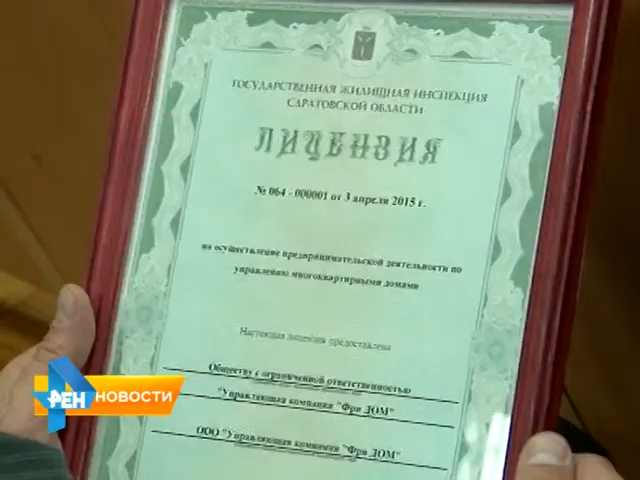 ГОСУДАРСТВЕННАЯ ЖИЛИЩНАЯ ИНСПЕКЦИЯ
САРАТОВСКОЙ ОБЛАСТИ
ЛИЦЕНЗИЯ
№ 064 - 000001 от 3 апреля 2015 г.
на осуществление предпринимательской деятельности по
управлению многоквартирными домами
Настоящая лицензия предоставлена
Обществу с ограниченной ответственностью
"Управляющая компания "Фри ДОМ"
ООО "Управляющая компания "Фри ДОМ"
РЕН НОВОСТИ